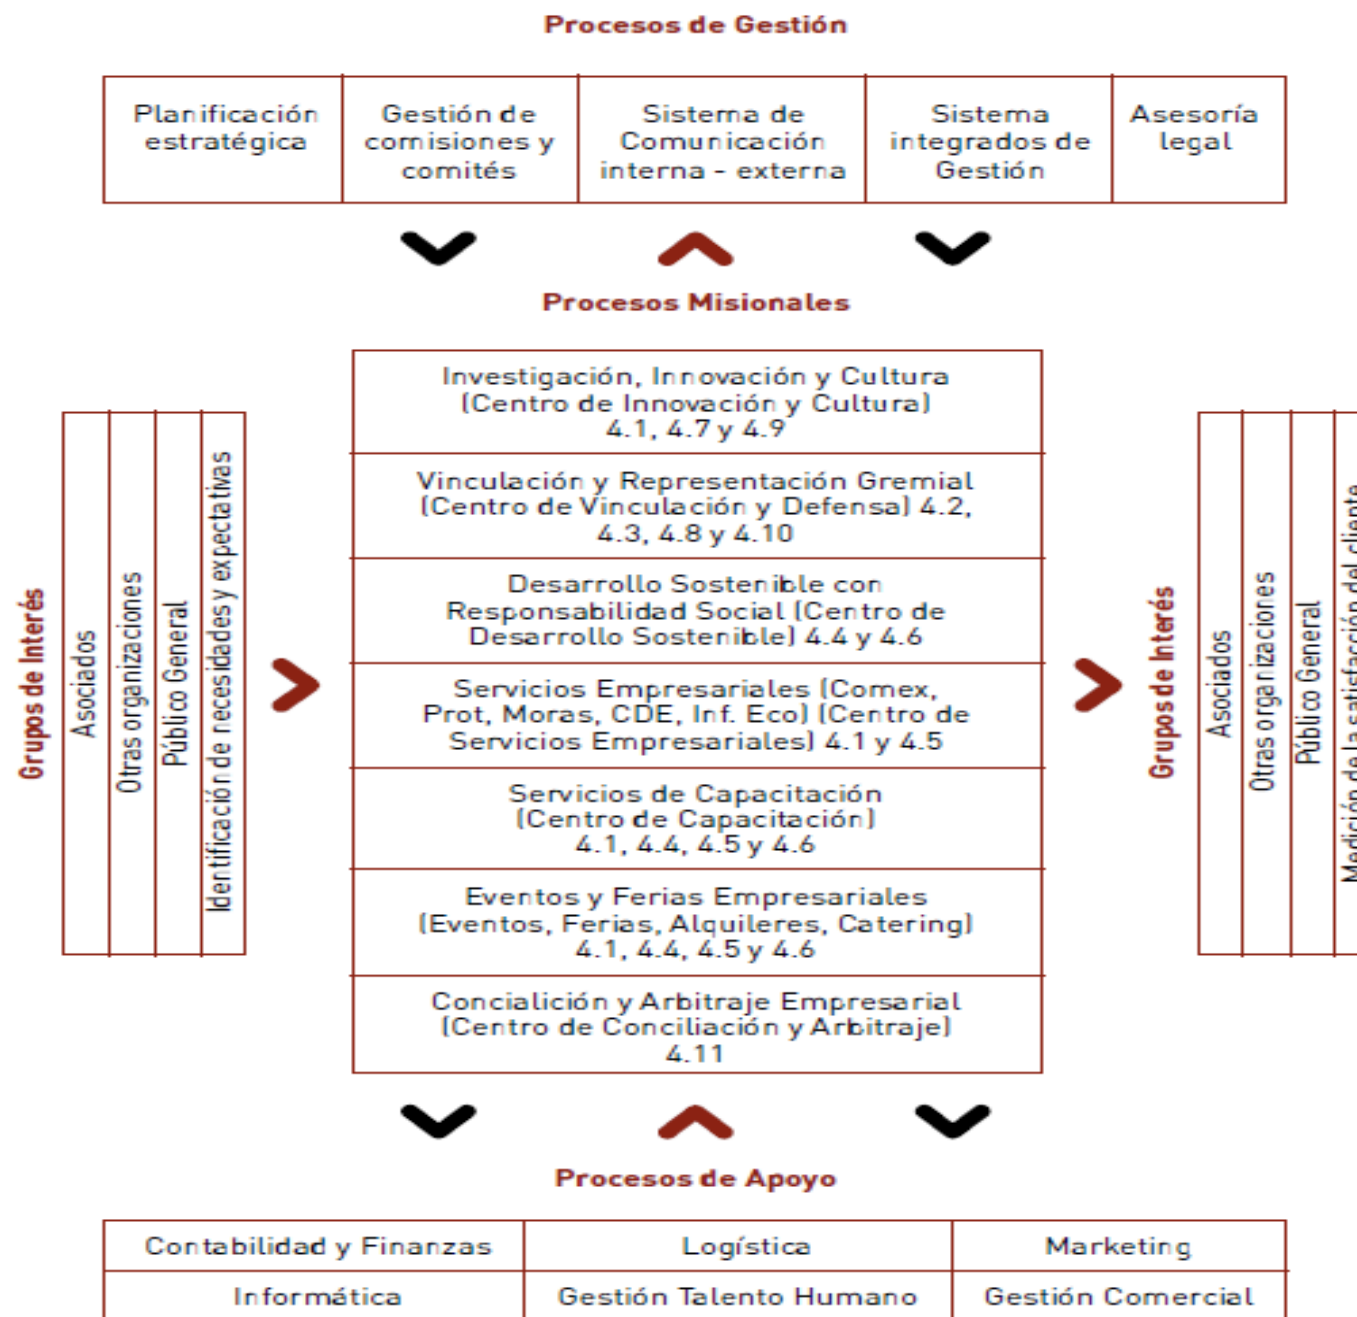 Procesos de Gestión
Planificación
estratégica
Gestión de
comisiones y
comités
Sistema de
Comunicación
interna - externa
Sistema
integrados de
Gestión
Asesoría
legal
Procesos Misionales
Grupos de Interés
Asociados
Otras organizaciones
Público General
Identificación de necesidades y expectativas
Investigación, Innovación y Cultura
(Centro de Innovación y Cultura)
4.1, 4.7 y 4.9
Vinculación y Representación Gremial
(Centro de Vinculación y Defensa) 4.2,
4.3, 4.8 y 4.10
Desarrollo Sostenible con
Responsabilidad Social (Centro de
Desarrollo Sostenible) 4.4 y 4.6
Servicios Empresariales (Comex,
Prot, Moras, CDE, Inf. Eco) (Centro de
Servicios Empresariales) 4.1 y 4.5
Servicios de Capacitación
(Centro de Capacitación)
4.1, 4.4, 4.5 y 4.6
Eventos y Ferias Empresariales
(Eventos, Ferias, Alquileres, Catering)
4.1, 4.4, 4.5 y 4.6
Concialición y Arbitraje Empresarial
(Centro de Conciliación y Arbitraje)
4.11
Grupos de Interés
Asociados
Otras organizaciones
Público General
Medición de la satisfacción del cliente
Procesos de Apoyo
Contabilidad y Finanzas
Logística
Marketing
Informática
Gestión Talento Humano
Gestión Comercial